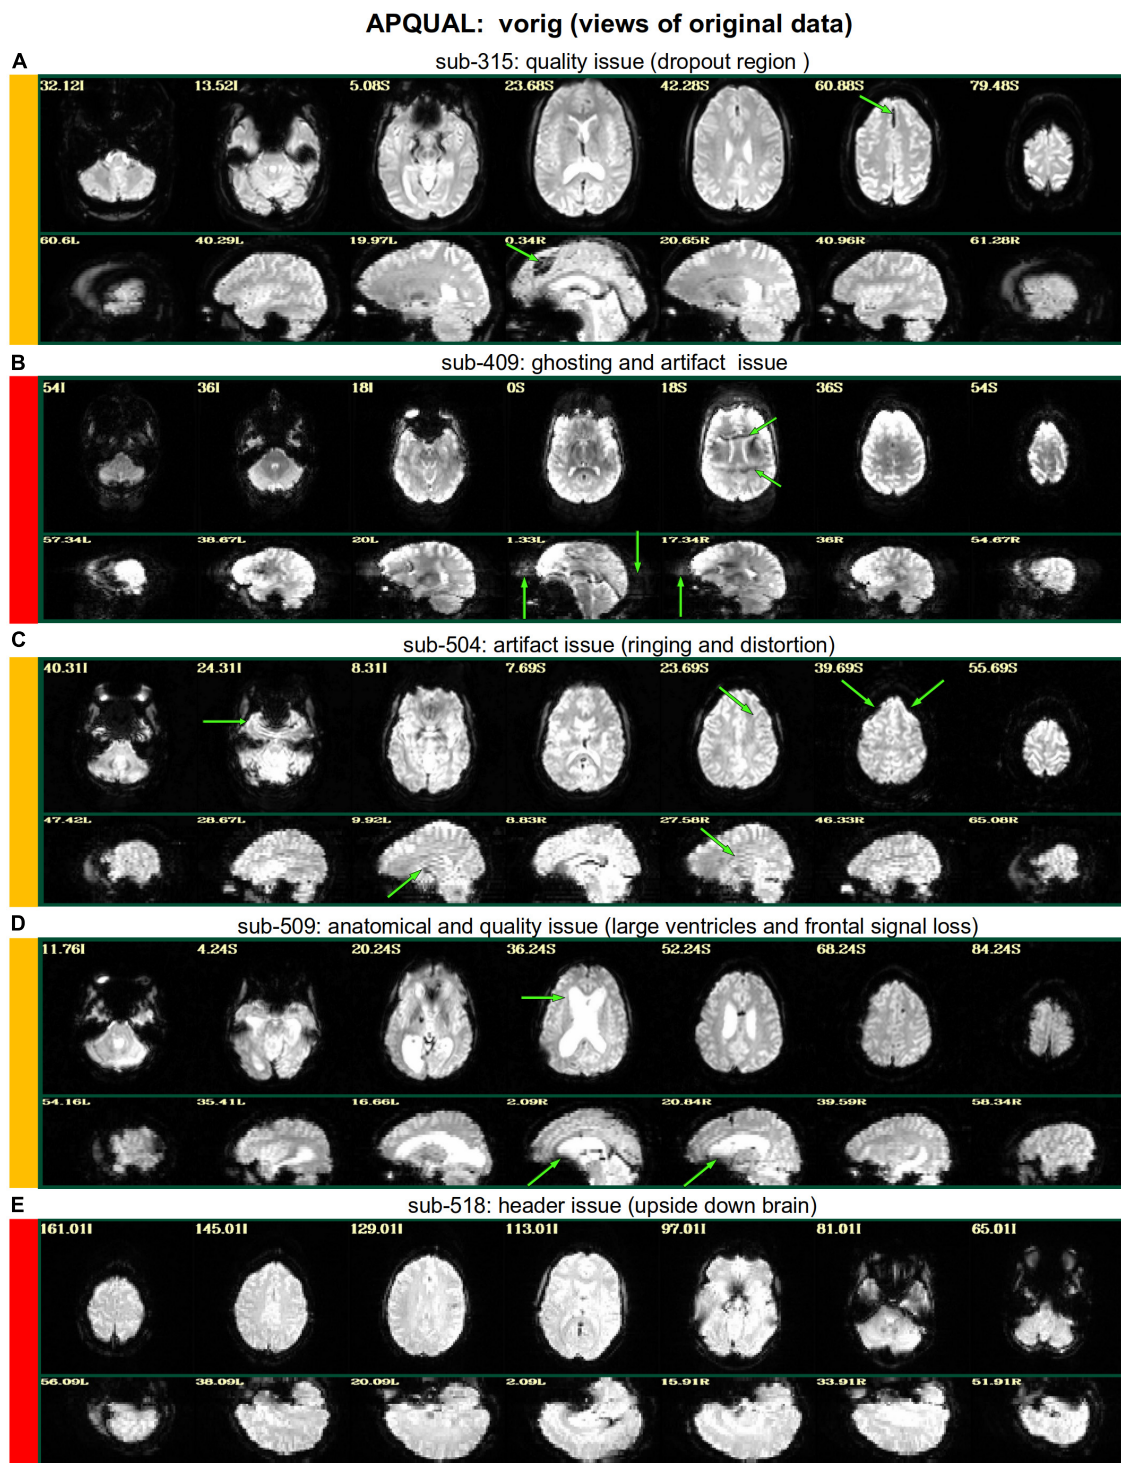 APQUAL: vorig (views of original data)
A
sub-315: quality issue (dropout region )
32.12I 13.52I 5.08S 23.68S 42.28S 60.88S 79.48S
60.6L 40.29L 19.97L 0.34R 20.65R 40.96R 61.28R
B
sub-409: ghosting and artifact issue
54I 36I 18I 0S 18S 36S 54S
57.34L 38.67L 20L 1.33L 17.34R 36R 54.67R
C
sub-504: artifact issue (ringing and distortion)
40.31I 24.31I 8.31I 7.69S 23.69S 39.69S 55.69S
47.42L 28.67L 9.92L 8.83R 27.58R 46.33R 65.08R
D
sub-509: anatomical and quality issue (large ventricles and frontal signal loss)
11.76I 4.24S 20.24S 36.24S 52.24S 68.24S 84.24S
54.16L 35.41L 16.66L 2.09R 20.84R 39.59R 58.34R
E
sub-518: header issue (upside down brain)
161.01I 145.01I 129.01I 113.01I 97.01I 81.01I 65.01I
56.09L 38.09L 20.09L 2.09L 15.91R 33.91R 51.91R